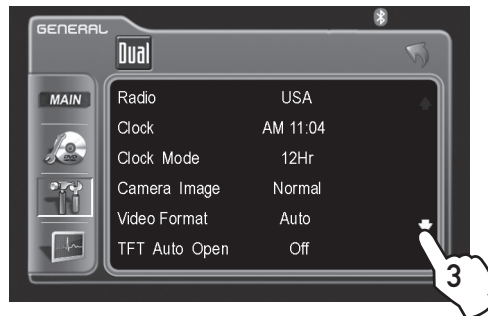 GENERAL
Dual
MAIN
Radio USA
Clock AM 11:04
Clock Mode 12Hr
Camera Image Normal
Video Format Auto
TFT Auto Open Off
DVD
3